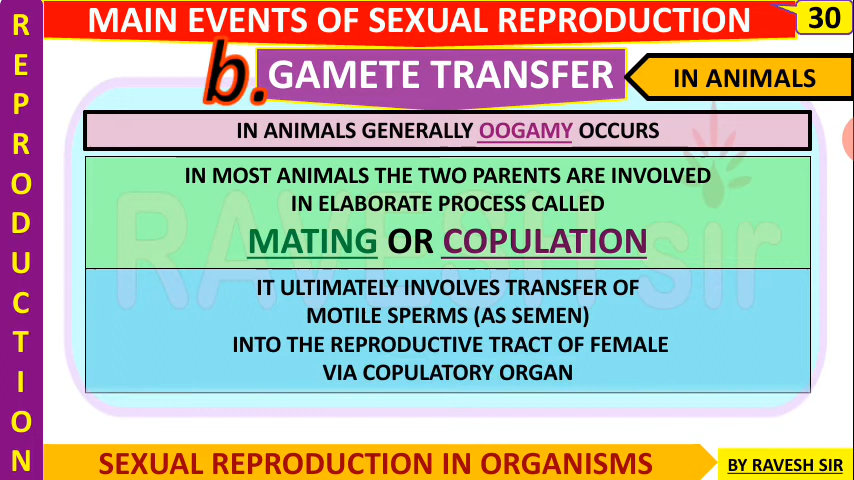 MAIN EVENTS OF SEXUAL REPRODUCTION
30
b. GAMETE TRANSFER
IN ANIMALS
IN ANIMALS GENERALLY OOGAMY OCCURS
IN MOST ANIMALS THE TWO PARENTS ARE INVOLVED
IN ELABORATE PROCESS CALLED
MATING OR COPULATION
IT ULTIMATELY INVOLVES TRANSFER OF
MOTILE SPERMS (AS SEMEN)
INTO THE REPRODUCTIVE TRACT OF FEMALE
VIA COPULATORY ORGAN
RAVESH sir
SEXUAL REPRODUCTION IN ORGANISMS
BY RAVESH SIR
REPRODUCTION